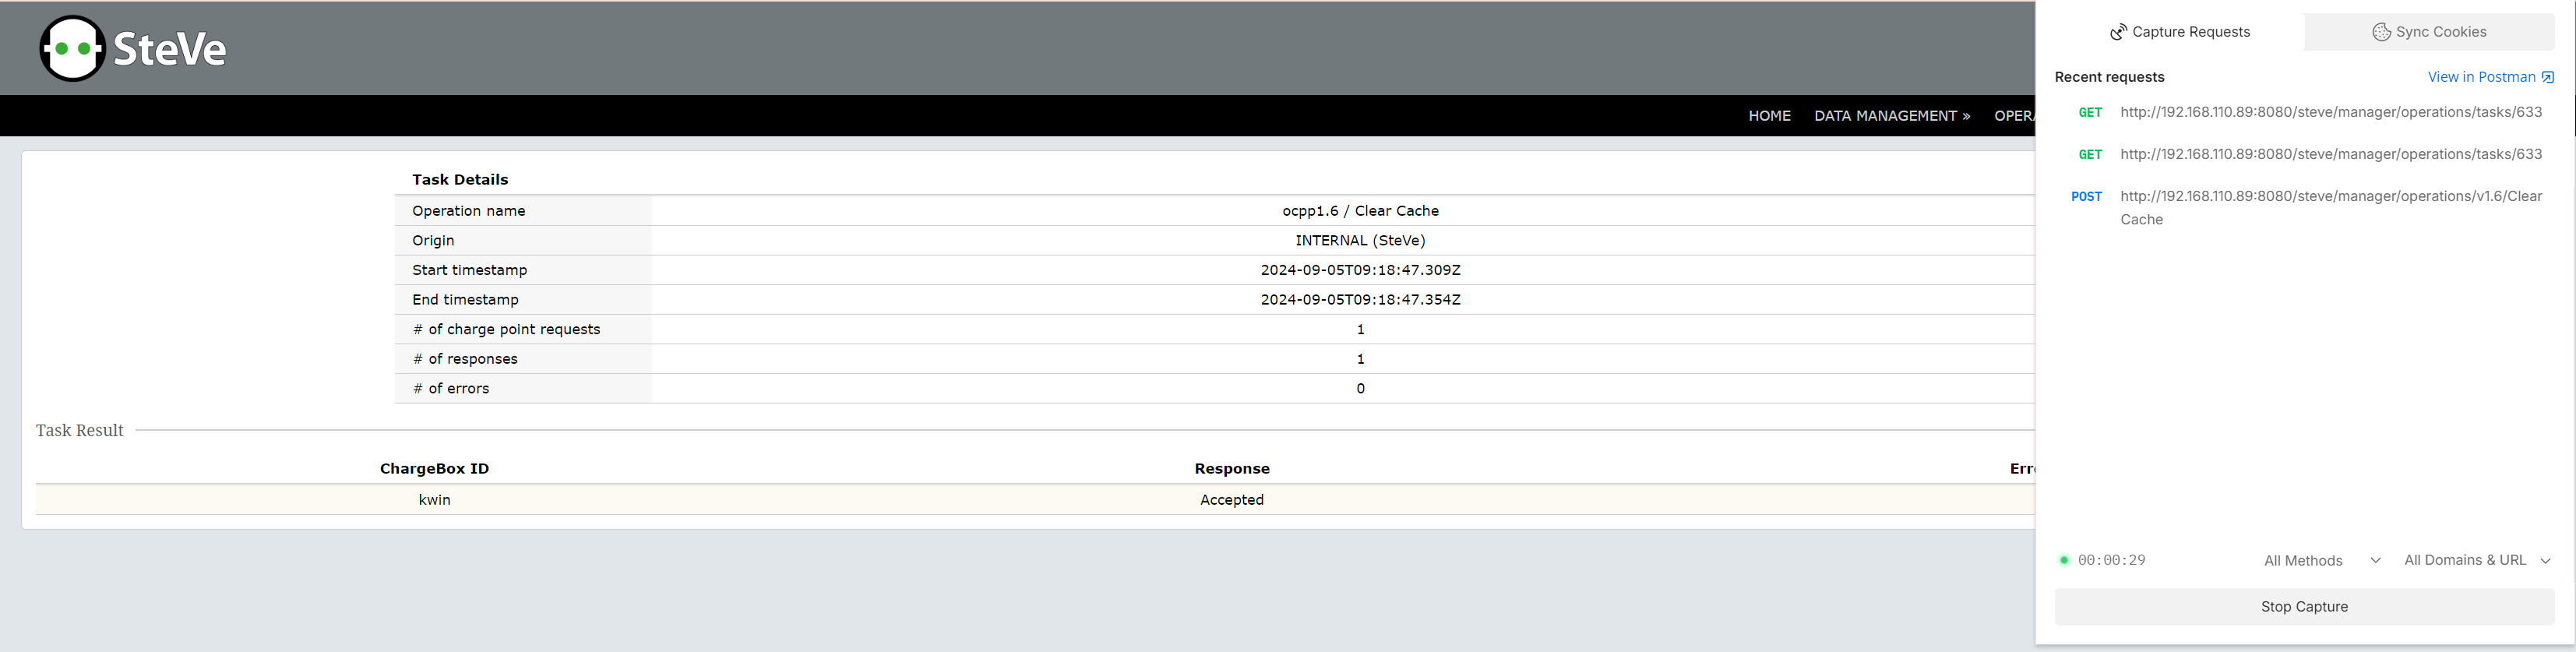 SteVe
HOME DATA MANAGEMENT » OPERA
Task Details
Operation name ocpp1.6 / Clear Cache
Origin INTERNAL (SteVe)
Start timestamp 2024-09-05T09:18:47.309Z
End timestamp 2024-09-05T09:18:47.354Z
# of charge point requests 1
# of responses 1
# of errors 0
Task Result
ChargeBox ID Response Erro
kwin Accepted
Capture Requests Sync Cookies
Recent requests View in Postman
GET http://192.168.110.89:8080/steve/manager/operations/tasks/633
GET http://192.168.110.89:8080/steve/manager/operations/tasks/633
POST http://192.168.110.89:8080/steve/manager/operations/v1.6/Clear
Cache
00:00:29 All Methods All Domains & URL
Stop Capture